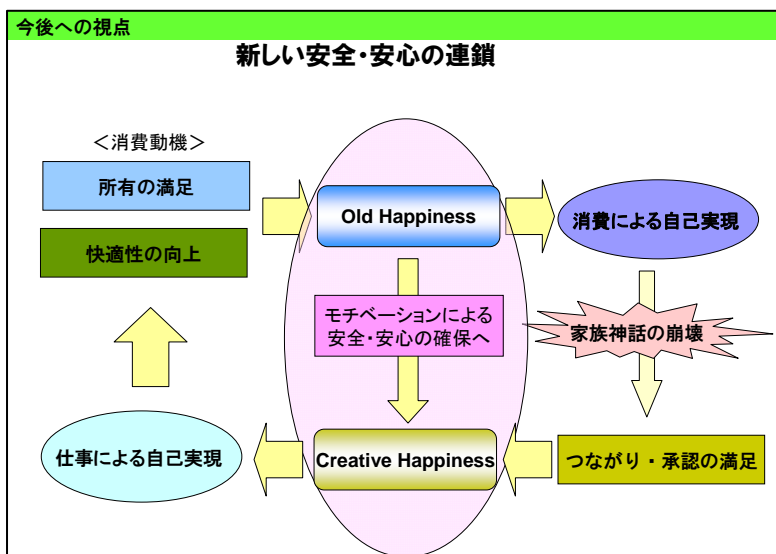 今後への視点
新しい安全・安心の連鎖
＜消費動機＞
所有の満足
快適性の向上
Old Happiness
消費による自己実現
モチベーションによる
安全・安心の確保へ
家族神話の崩壊
仕事による自己実現
Creative Happiness
つながり・承認の満足